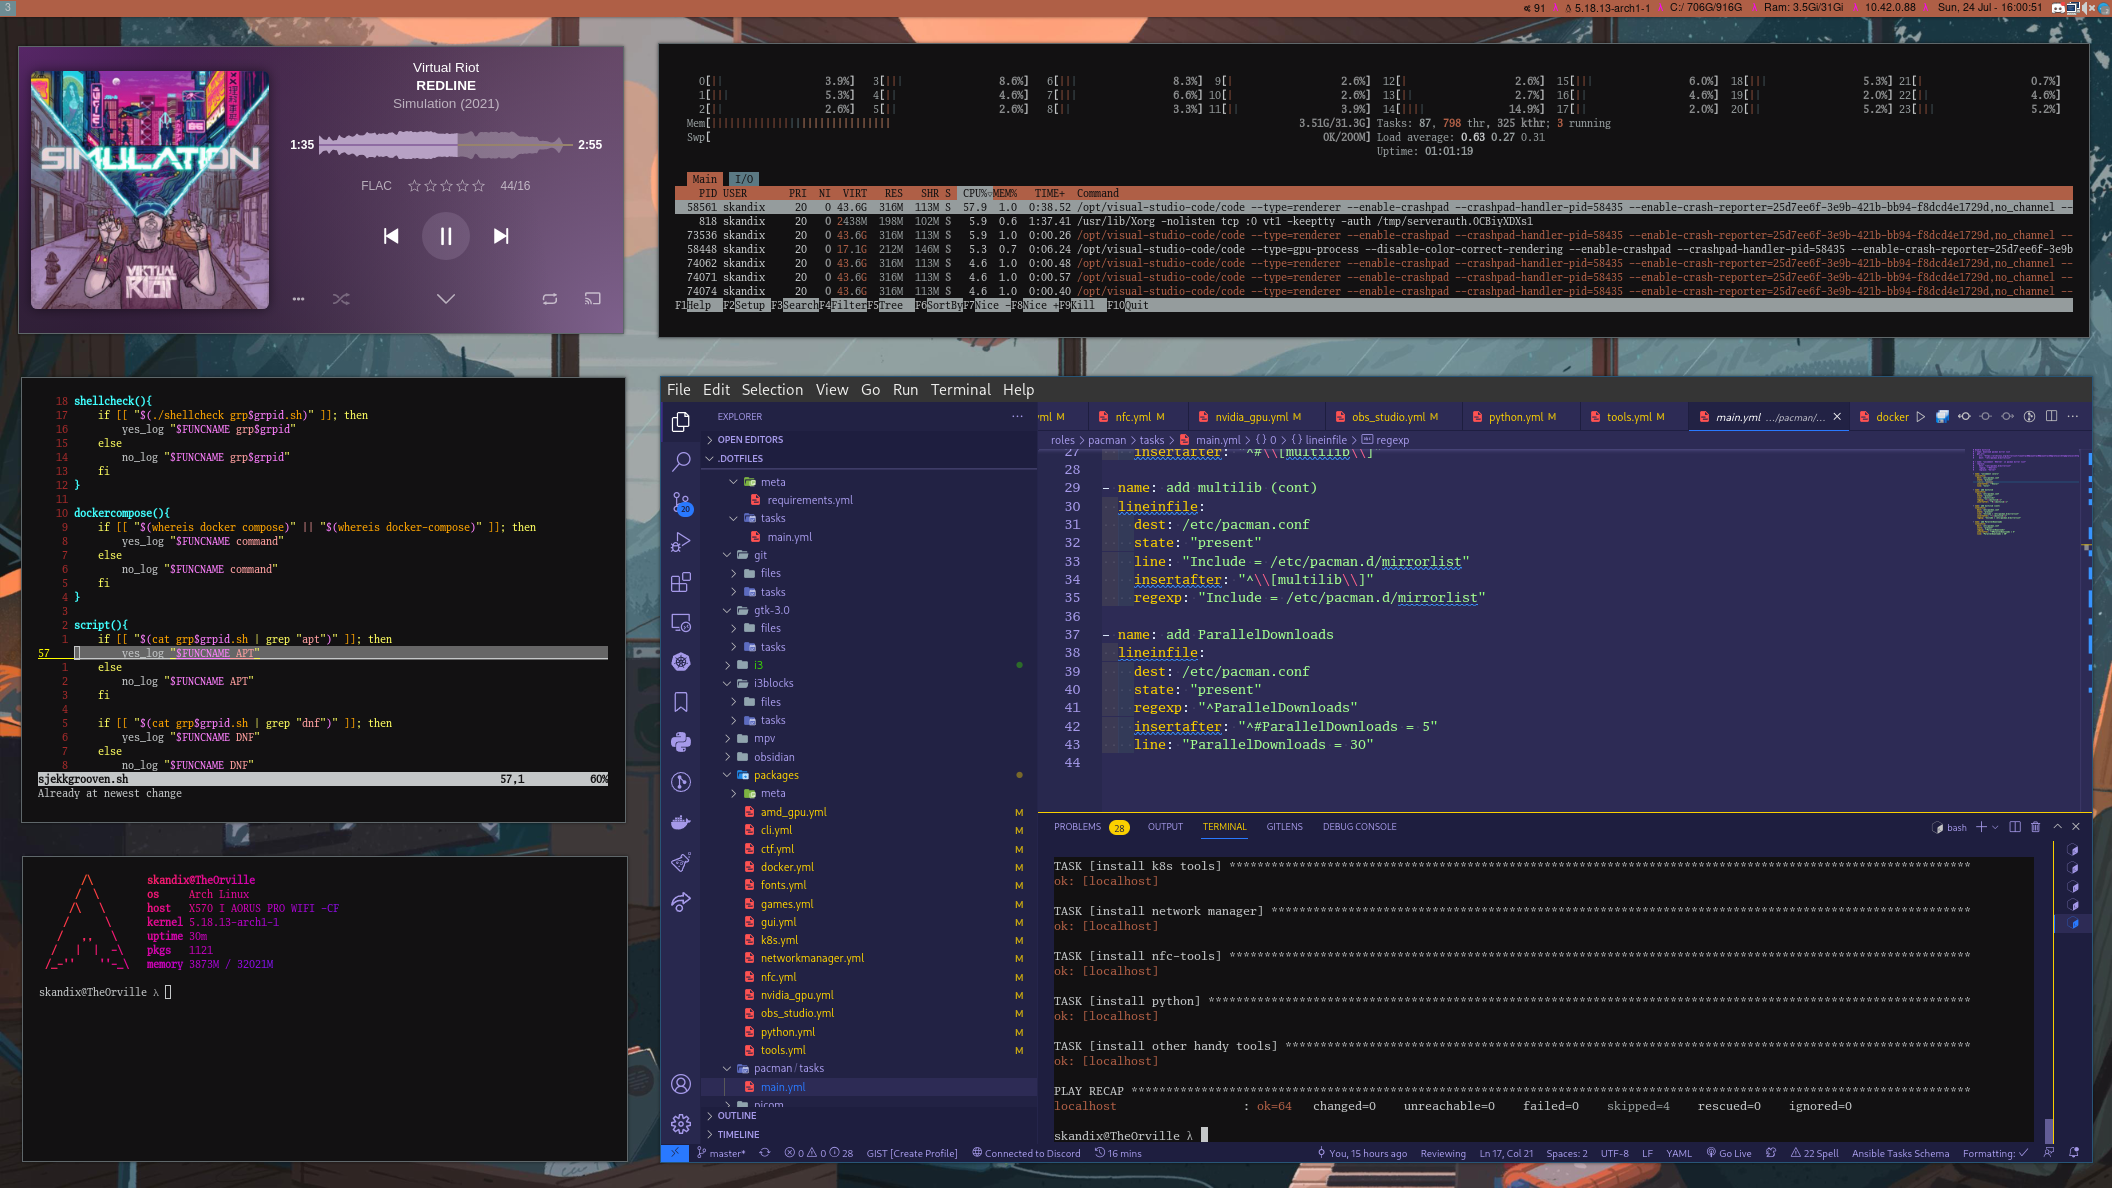 3
91 5.18.13-arch1-1 C:/ 706G/916G Ram: 3.5Gi/31Gi 10.42.0.88 Sun, 24 Jul - 16:00:51
Virtual Riot
REDLINE
Simulation (2021)
1:35 2:55
FLAC 44/16
SIMULATION
VIRTUAL
RIOT
0[ 3.9%] 3[ 8.6%] 6[ 8.3%] 9[ 2.6%] 12[ 2.6%] 15[ 6.0%] 18[ 5.3%] 21[ 0.7%]
1[ 5.3%] 4[ 4.6%] 7[ 6.6%] 10[ 2.6%] 13[ 2.7%] 16[ 4.6%] 19[ 2.0%] 22[ 4.6%]
2[ 2.6%] 5[ 2.6%] 8[ 3.3%] 11[ 3.9%] 14[ 14.9%] 17[ 2.0%] 20[ 5.2%] 23[ 5.2%]
Mem[ 3.51G/31.3G] Tasks: 87, 798 thr, 325 kthr; 3 running
Swp[ 0K/200M] Load average: 0.63 0.27 0.31
Uptime: 01:01:19
Main I/O
PID USER PRI NI VIRT RES SHR S CPU%▽MEM% TIME+ Command
58561 skandix 20 0 43.6G 316M 113M S 57.9 1.0 0:38.52 /opt/visual-studio-code/code --type=renderer --enable-crashpad --crashpad-handler-pid=58435 --enable-crash-reporter=25d7ee6f-3e9b-421b-bb94-f8dcd4e1729d,no_channel --
818 skandix 20 0 2438M 198M 102M S 5.9 0.6 1:37.41 /usr/lib/Xorg -nolisten tcp :0 vt1 -keeptty -auth /tmp/serverauth.OCBiyXDXs1
73536 skandix 20 0 43.6G 316M 113M S 5.9 1.0 0:00.26 /opt/visual-studio-code/code --type=renderer --enable-crashpad --crashpad-handler-pid=58435 --enable-crash-reporter=25d7ee6f-3e9b-421b-bb94-f8dcd4e1729d,no_channel --
58448 skandix 20 0 17.1G 212M 146M S 5.3 0.7 0:06.24 /opt/visual-studio-code/code --type=gpu-process --disable-color-correct-rendering --enable-crashpad --crashpad-handler-pid=58435 --enable-crash-reporter=25d7ee6f-3e9b
74062 skandix 20 0 43.6G 316M 113M S 4.6 1.0 0:00.48 /opt/visual-studio-code/code --type=renderer --enable-crashpad --crashpad-handler-pid=58435 --enable-crash-reporter=25d7ee6f-3e9b-421b-bb94-f8dcd4e1729d,no_channel --
74071 skandix 20 0 43.6G 316M 113M S 4.6 1.0 0:00.57 /opt/visual-studio-code/code --type=renderer --enable-crashpad --crashpad-handler-pid=58435 --enable-crash-reporter=25d7ee6f-3e9b-421b-bb94-f8dcd4e1729d,no_channel --
74074 skandix 20 0 43.6G 316M 113M S 4.6 1.0 0:00.40 /opt/visual-studio-code/code --type=renderer --enable-crashpad --crashpad-handler-pid=58435 --enable-crash-reporter=25d7ee6f-3e9b-421b-bb94-f8dcd4e1729d,no_channel --
F1Help F2Setup F3SearchF4FilterF5Tree F6SortByF7Nice -F8Nice +F9Kill F10Quit
18 shellcheck(){
17 if [[ "$(./shellcheck grp$grpid.sh)" ]]; then
16 yes_log "$FUNCNAME grp$grpid"
15 else
14 no_log "$FUNCNAME grp$grpid"
13 fi
12 }
11
10 dockercompose(){
9 if [[ "$(whereis docker compose)" || "$(whereis docker-compose)" ]]; then
8 yes_log "$FUNCNAME command"
7 else
6 no_log "$FUNCNAME command"
5 fi
4 }
3
2 script(){
1 if [[ "$(cat grp$grpid.sh | grep "apt")" ]]; then
57 yes_log "$FUNCNAME APT"
1 else
2 no_log "$FUNCNAME APT"
3 fi
4
5 if [[ "$(cat grp$grpid.sh | grep "dnf")" ]]; then
6 yes_log "$FUNCNAME DNF"
7 else
8 no_log "$FUNCNAME DNF"
sjekkgrooven.sh 57,1 60%
Already at newest change
skandix@TheOrville
os Arch Linux
host X570 I AORUS PRO WIFI -CF
kernel 5.18.13-arch1-1
uptime 30m
pkgs 1121
memory 3873M / 32021M
skandix@TheOrville λ
File Edit Selection View Go Run Terminal Help
EXPLORER ···
OPEN EDITORS
.DOTFILES
meta
requirements.yml
tasks
main.yml
git
files
tasks
gtk-3.0
files
tasks
i3
i3blocks
files
tasks
mpv
obsidian
packages
meta
amd_gpu.yml M
cli.yml M
ctf.yml M
docker.yml M
fonts.yml M
games.yml M
gui.yml M
k8s.yml M
networkmanager.yml M
nfc.yml M
nvidia_gpu.yml M
obs_studio.yml M
python.yml M
tools.yml M
pacman/tasks
main.yml
picom
OUTLINE
TIMELINE
20
yml M nfc.yml M nvidia_gpu.yml M obs_studio.yml M python.yml M tools.yml M main.yml .../pacman/... docker
roles > pacman > tasks > main.yml > {} 0 > {} lineinfile > regexp
27 insertafter: "^#\\[multilib\\]"
28
29 - name: add multilib (cont)
30 lineinfile:
31 dest: /etc/pacman.conf
32 state: "present"
33 line: "Include = /etc/pacman.d/mirrorlist"
34 insertafter: "^\\[multilib\\]"
35 regexp: "Include = /etc/pacman.d/mirrorlist"
36
37 - name: add ParallelDownloads
38 lineinfile:
39 dest: /etc/pacman.conf
40 state: "present"
41 regexp: "^ParallelDownloads"
42 insertafter: "^#ParallelDownloads = 5"
43 line: "ParallelDownloads = 30"
44
PROBLEMS 28 OUTPUT TERMINAL GITLENS DEBUG CONSOLE bash
TASK [install k8s tools] **********
ok: [localhost]
TASK [install network manager] **********
ok: [localhost]
TASK [install nfc-tools] **********
ok: [localhost]
TASK [install python] **********
ok: [localhost]
TASK [install other handy tools] **********
ok: [localhost]
PLAY RECAP **********
localhost : ok=64 changed=0 unreachable=0 failed=0 skipped=4 rescued=0 ignored=0
skandix@TheOrville λ
master* 0 0 28 GIST [Create Profile] Connected to Discord 16 mins You, 15 hours ago Reviewing Ln 17, Col 21 Spaces: 2 UTF-8 LF YAML Go Live 22 Spell Ansible Tasks Schema Formatting: ✓